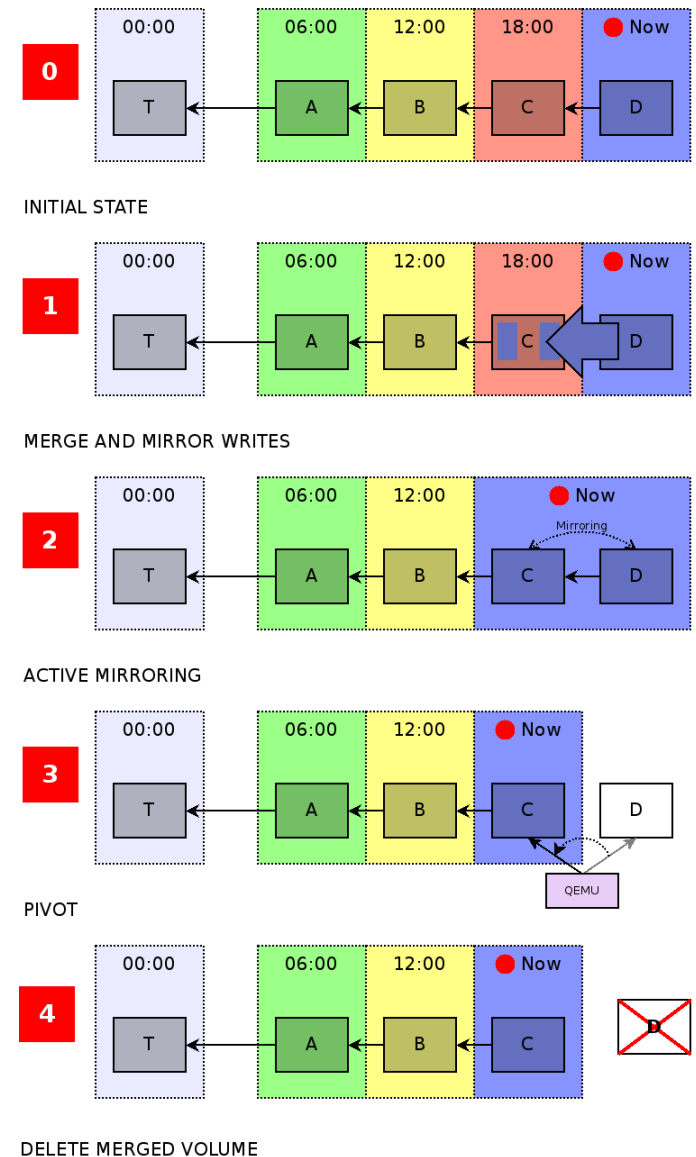 00:00 06:00 12:00 18:00 Now
0 T A B C D
INITIAL STATE
00:00 06:00 12:00 18:00 Now
1 T A B C D
MERGE AND MIRROR WRITES
00:00 06:00 12:00 Now
Mirroring
2 T A B C D
ACTIVE MIRRORING
00:00 06:00 12:00 Now
3 T A B C D
QEMU
PIVOT
00:00 06:00 12:00 Now
4 T A B C D
DELETE MERGED VOLUME